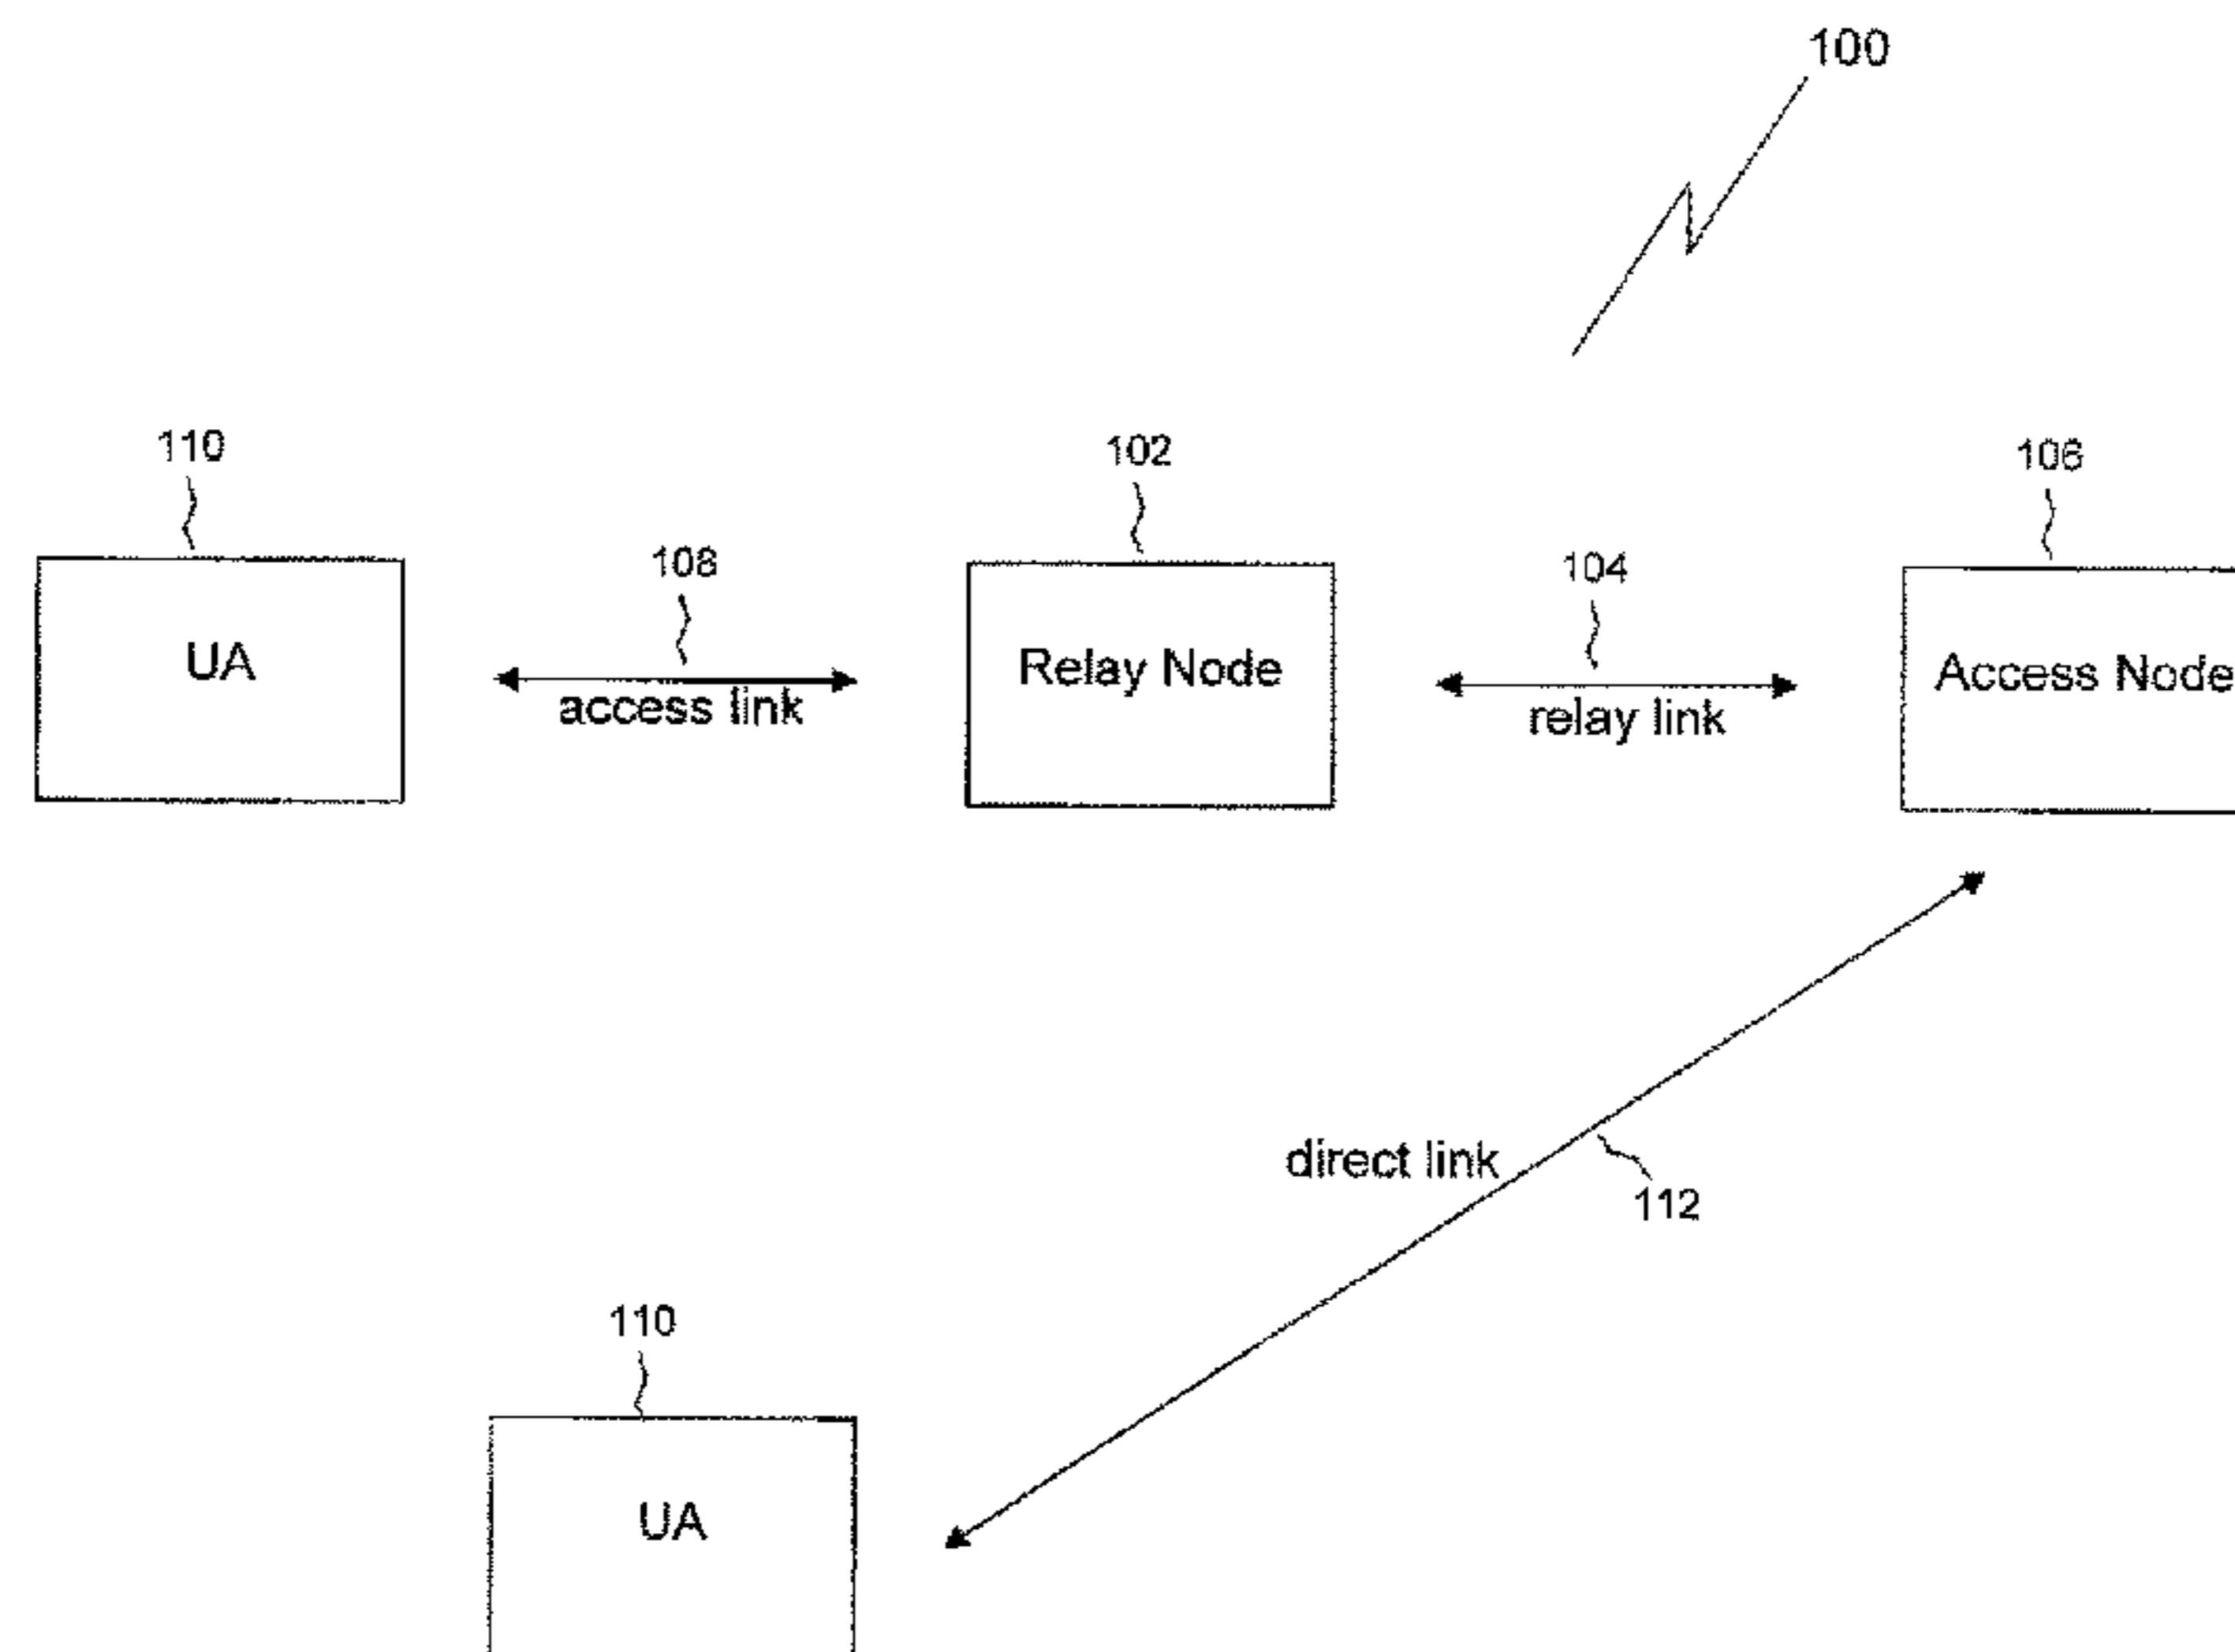 100
110
102
106
108
104
UA
Relay Node
Access Node
access link
relay link
direct link
112
110
UA